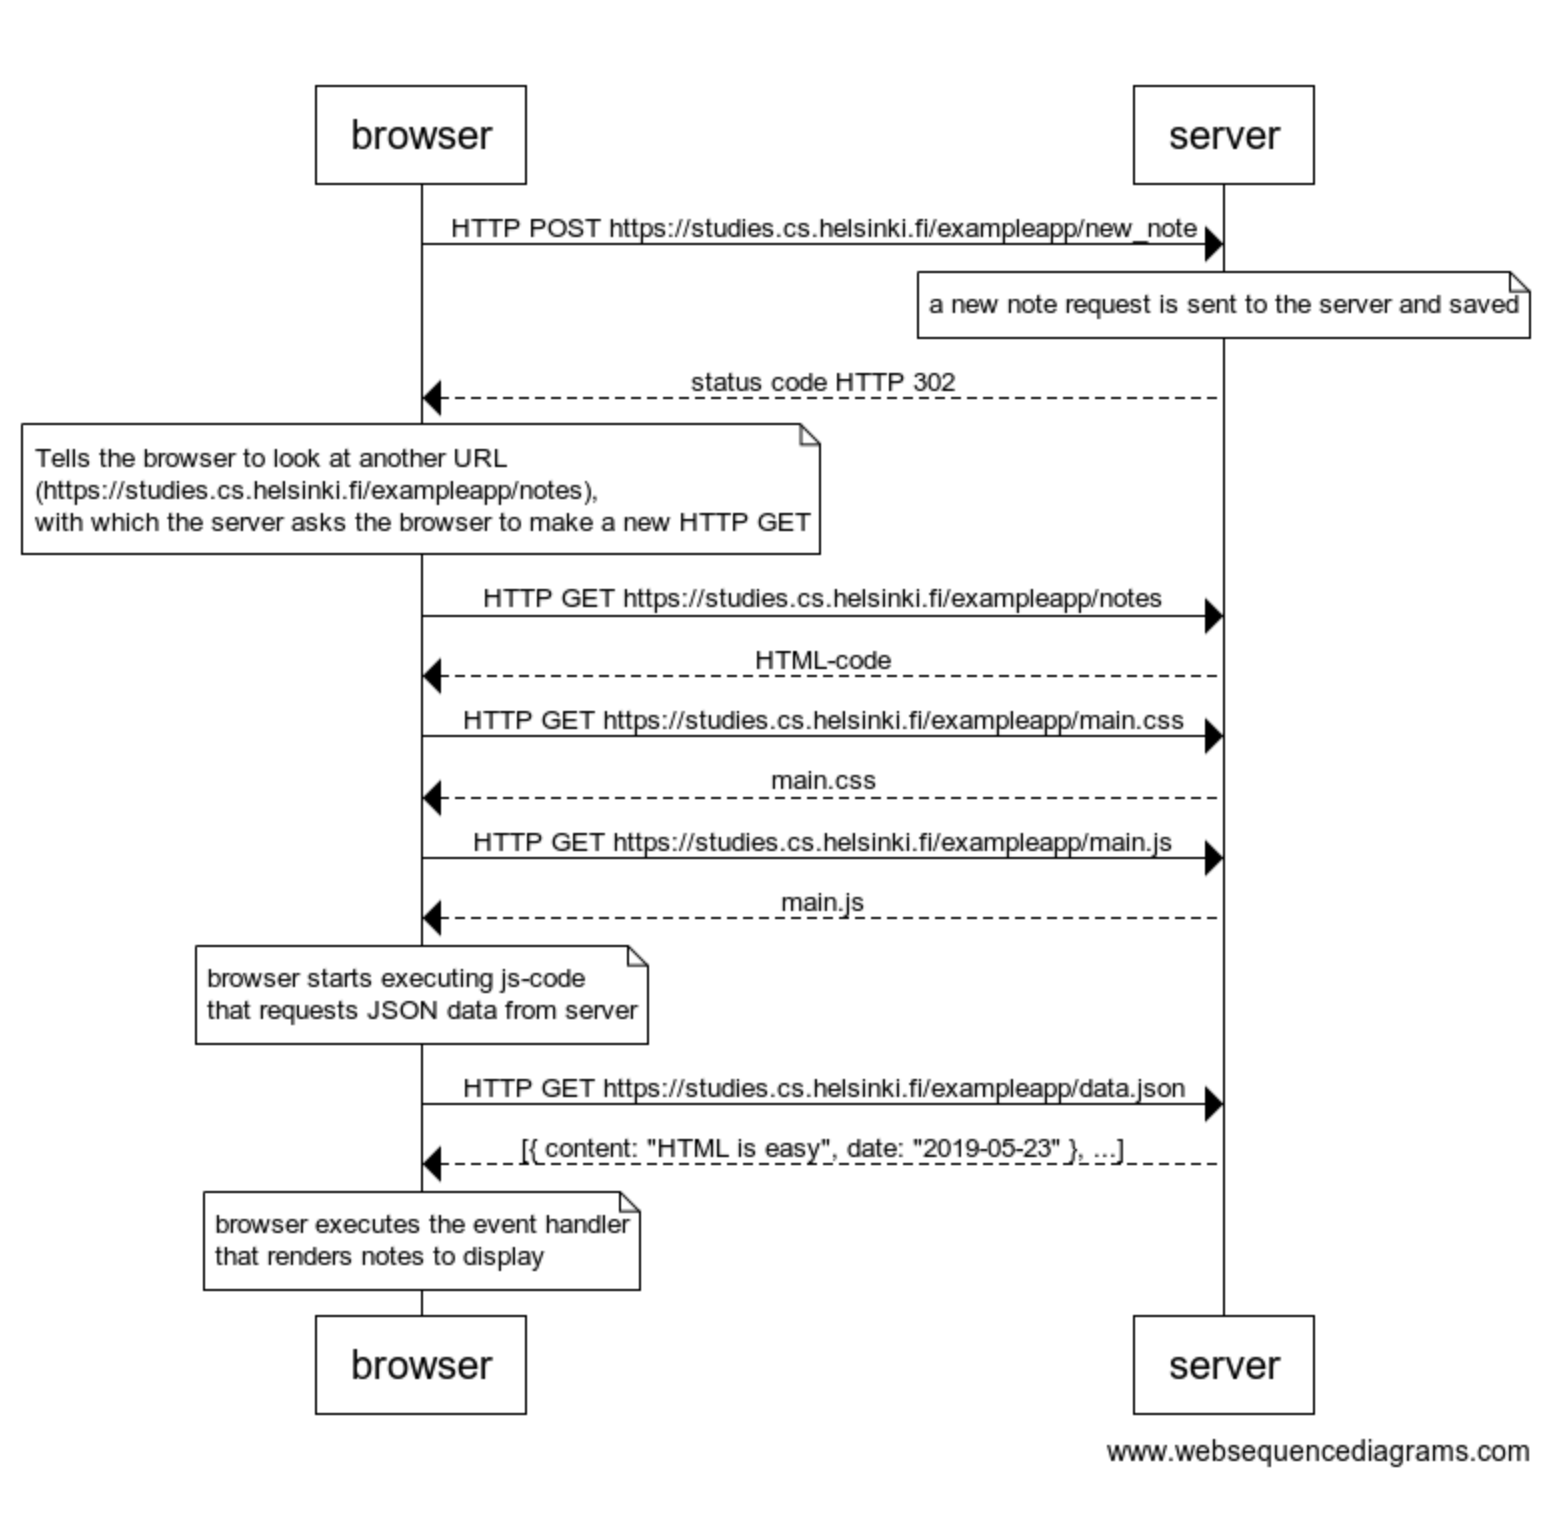 browser
server
HTTP POST https://studies.cs.helsinki.fi/exampleapp/new_note
a new note request is sent to the server and saved
status code HTTP 302
Tells the browser to look at another URL
(https://studies.cs.helsinki.fi/exampleapp/notes),
with which the server asks the browser to make a new HTTP GET
HTTP GET https://studies.cs.helsinki.fi/exampleapp/notes
HTML-code
HTTP GET https://studies.cs.helsinki.fi/exampleapp/main.css
main.css
HTTP GET https://studies.cs.helsinki.fi/exampleapp/main.js
main.js
browser starts executing js-code
that requests JSON data from server
HTTP GET https://studies.cs.helsinki.fi/exampleapp/data.json
[{ content: "HTML is easy", date: "2019-05-23" }, ...]
browser executes the event handler
that renders notes to display
browser
server
www.websequencediagrams.com